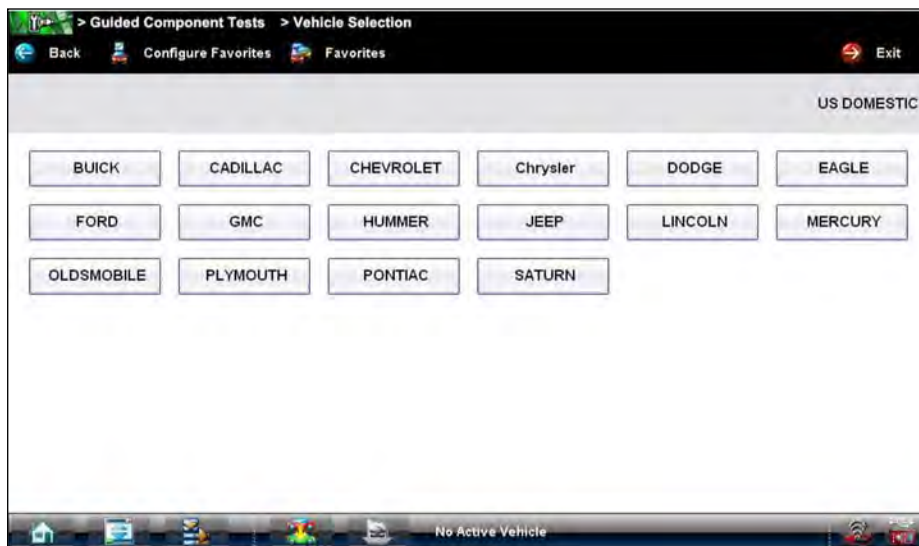 > Guided Component Tests > Vehicle Selection
Back Configure Favorites Favorites Exit
US DOMESTIC
BUICK CADILLAC CHEVROLET Chrysler DODGE EAGLE
FORD GMC HUMMER JEEP LINCOLN MERCURY
OLDSMOBILE PLYMOUTH PONTIAC SATURN
No Active Vehicle